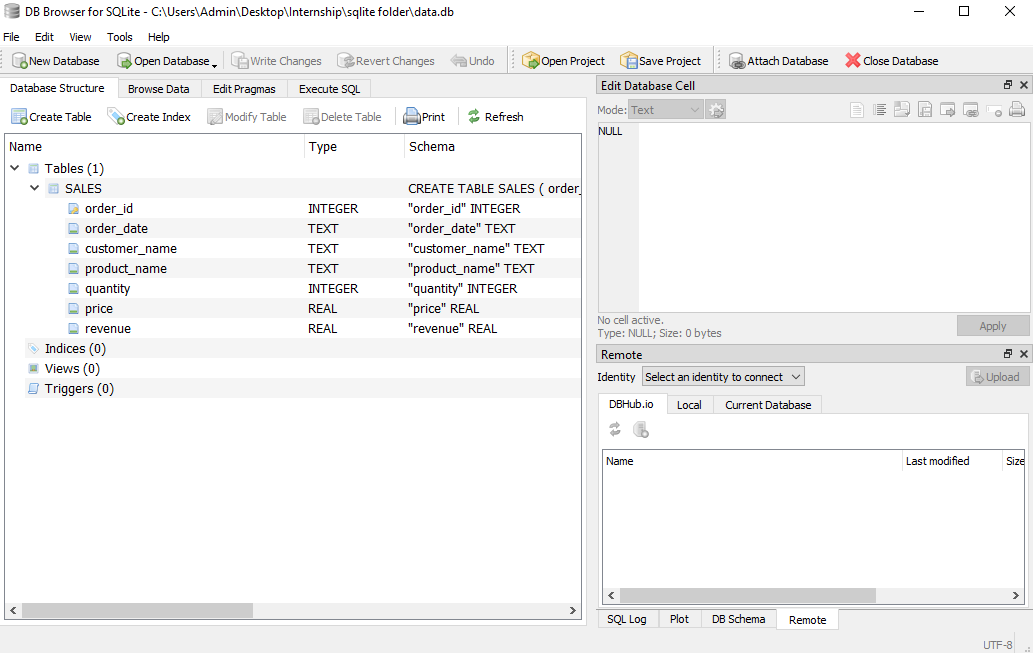 DB Browser for SQLite - C:\Users\Admin\Desktop\Internship\sqlite folder\data.db
File Edit View Tools Help
New Database Open Database Write Changes Revert Changes Undo Open Project Save Project Attach Database Close Database
Database Structure Browse Data Edit Pragmas Execute SQL
Create Table Create Index Modify Table Delete Table Print Refresh
Name Type Schema
Tables (1)
SALES CREATE TABLE SALES ( order_
order_id INTEGER "order_id" INTEGER
order_date TEXT "order_date" TEXT
customer_name TEXT "customer_name" TEXT
product_name TEXT "product_name" TEXT
quantity INTEGER "quantity" INTEGER
price REAL "price" REAL
revenue REAL "revenue" REAL
Indices (0)
Views (0)
Triggers (0)
Edit Database Cell
Mode: Text
NULL
No cell active.
Type: NULL; Size: 0 bytes
Apply
Remote
Identity Select an identity to connect Upload
DBHub.io Local Current Database
Name Last modified Size
SQL Log Plot DB Schema Remote
UTF-8